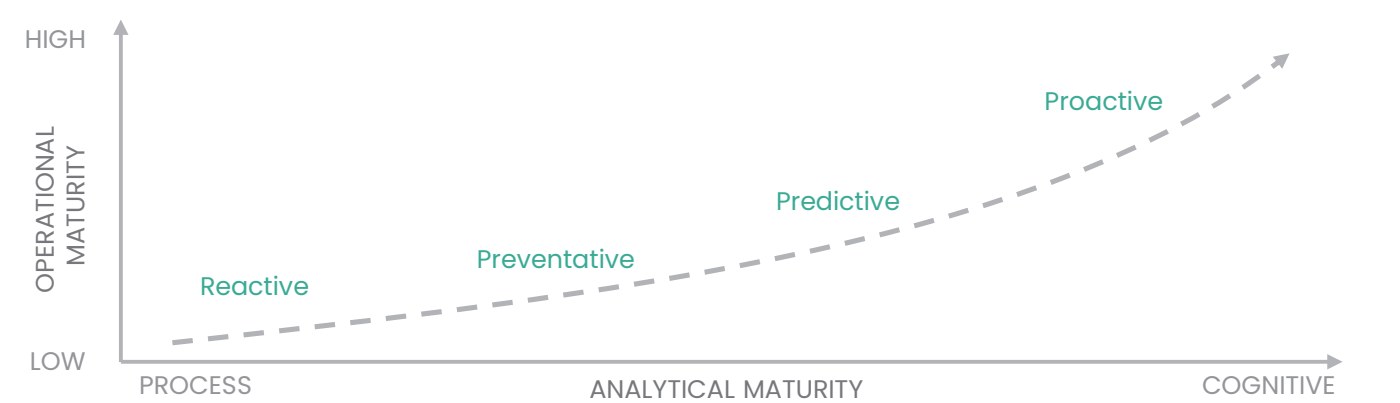 HIGH
OPERATIONAL
MATURITY
LOW
Reactive
Preventative
Predictive
Proactive
PROCESS
ANALYTICAL MATURITY
COGNITIVE